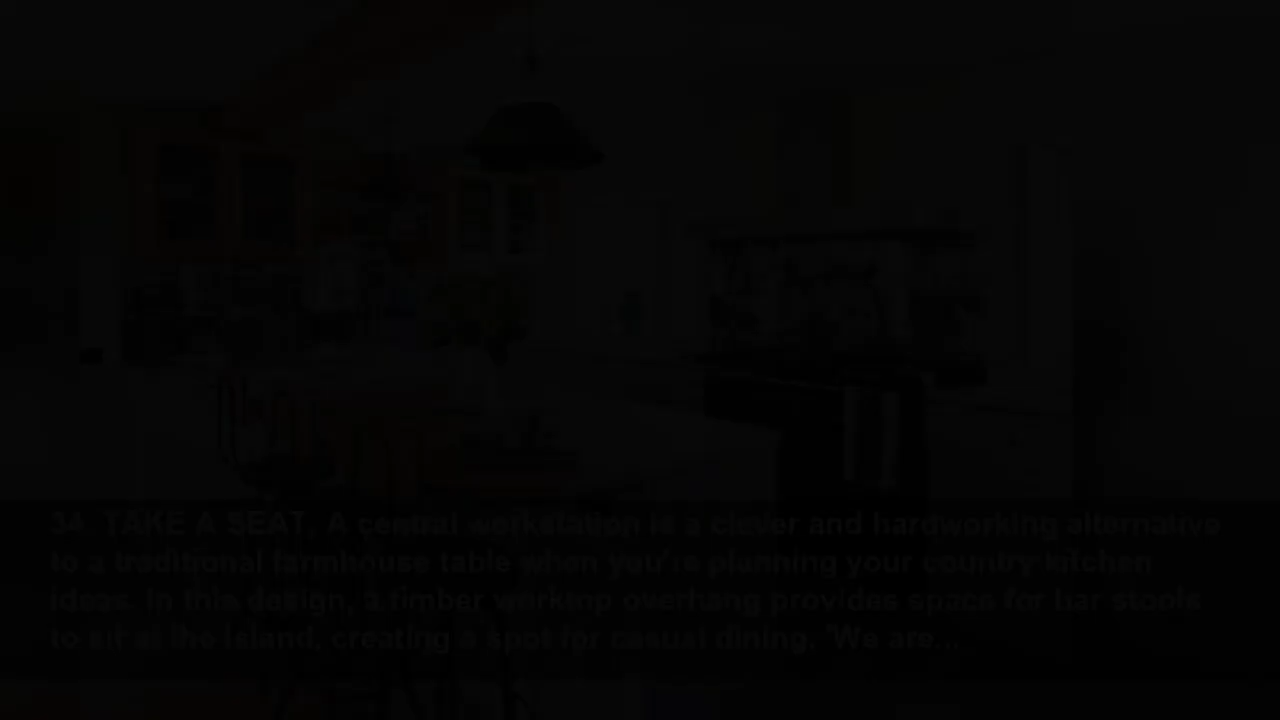 34. TAKE A SEAT. A central workstation is a clever and hardworking alternative
to a traditional farmhouse table when you're planning your country kitchen
ideas. In this design, a timber worktop overhang provides space for bar stools
to sit at the island, creating a spot for casual dining. 'We are...